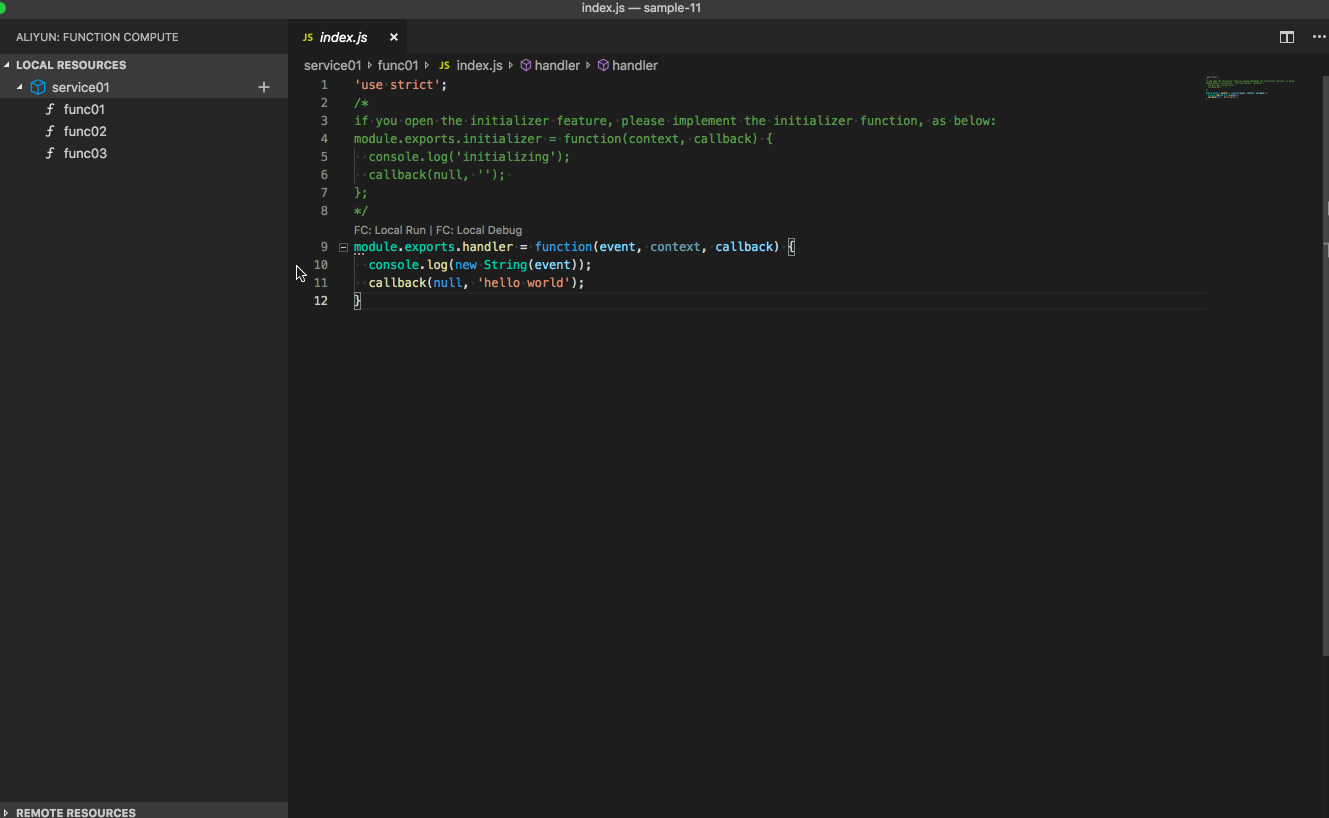 index.js — sample-11
ALIYUN: FUNCTION COMPUTE
LOCAL RESOURCES
service01
func01
func02
func03
REMOTE RESOURCES
JS index.js
service01 func01 JS index.js handler handler
1 'use strict';
2 /*
3 if you open the initializer feature, please implement the initializer function, as below:
4 module.exports.initializer = function(context, callback) {
5   console.log('initializing');
6   callback(null, '');
7 };
8 */
FC: Local Run | FC: Local Debug
9 module.exports.handler = function(event, context, callback) {
10   console.log(new String(event));
11   callback(null, 'hello world');
12 }